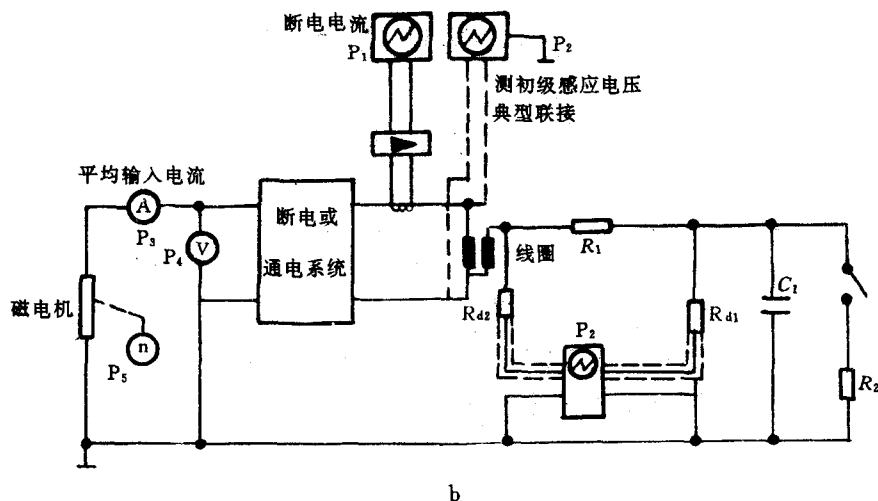 断电电流
P₁
P₂
测初级感应电压
典型联接
平均输入电流
A
P₃
V
P₄
断电或
通电系统
线圈
R₁
C₁
磁电机
n
P₅
Rd2
P₂
Rd1
R₂
b